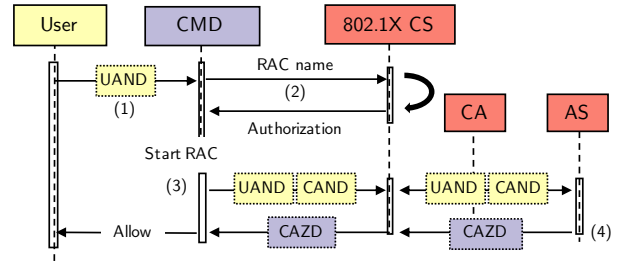 User
CMD
802.1X CS
RAC name
UAND
(1)
(2)
Authorization
CA
AS
Start RAC
(3)
UAND
CAND
UAND
CAND
Allow
CAZD
CAZD
(4)